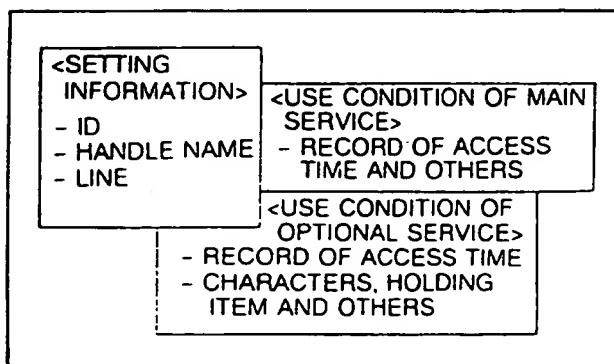 <SETTING
INFORMATION>
- ID
- HANDLE NAME
- LINE
<USE CONDITION OF MAIN
SERVICE>
- RECORD OF ACCESS
TIME AND OTHERS
<USE CONDITION OF
OPTIONAL SERVICE>
- RECORD OF ACCESS TIME
- CHARACTERS, HOLDING
ITEM AND OTHERS